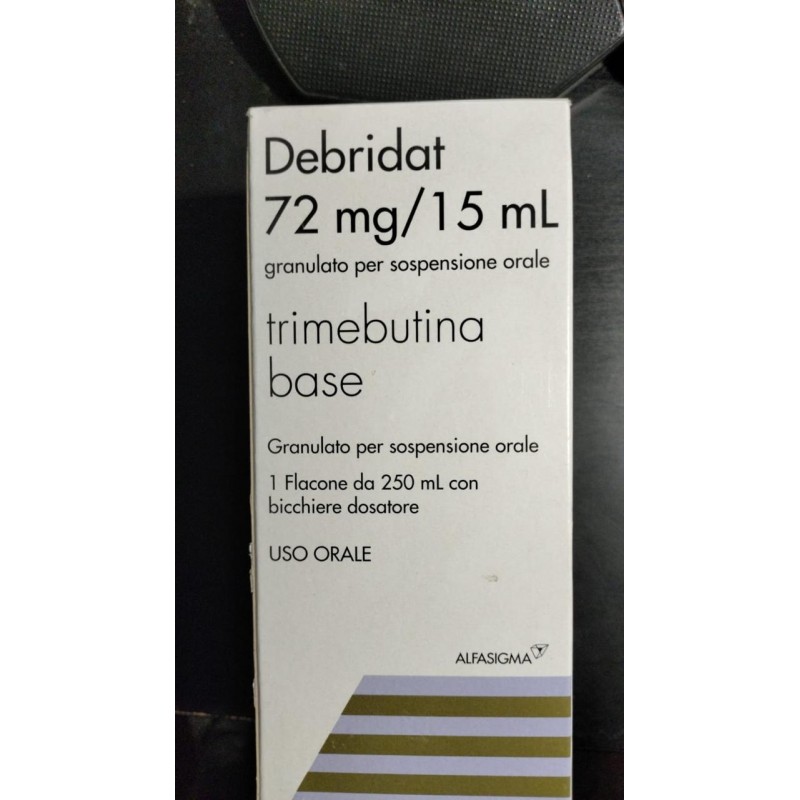 Debridat
72 mg/15 mL
granulato per sospensione orale
trimebutina
base
Granulato per sospensione orale
1 Flacone da 250 mL con
bicchiere dosatore
USO ORALE
ALFASIGMA